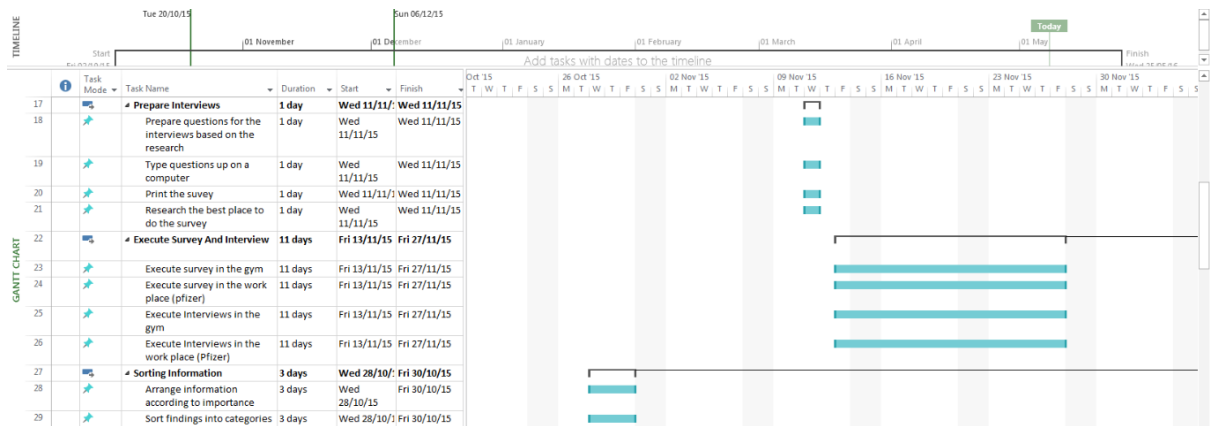 TIMELINE
Tue 20/10/15 Sun 06/12/15
Today
01 November 01 December 01 January 01 February 01 March 01 April 01 May
Start Finish
Add tasks with dates to the timeline
GANTT CHART
Task Mode Task Name Duration Start Finish
Oct '15 26 Oct '15 02 Nov '15 09 Nov '15 16 Nov '15 23 Nov '15 30 Nov '15
T W T F S S M T W T F S S M T W T F S S M T W T F S S M T W T F S S M T W T F S S M T W T F S S
17 Prepare Interviews 1 day Wed 11/11/ Wed 11/11/15
18 Prepare questions for the 1 day Wed Wed 11/11/15
interviews based on the 11/11/15
research
19 Type questions up on a 1 day Wed Wed 11/11/15
computer 11/11/15
20 Print the suvey 1 day Wed 11/11/1 Wed 11/11/15
21 Research the best place to 1 day Wed Wed 11/11/15
do the survey 11/11/15
22 Execute Survey And Interview 11 days Fri 13/11/15 Fri 27/11/15
23 Execute survey in the gym 11 days Fri 13/11/15 Fri 27/11/15
24 Execute survey in the work 11 days Fri 13/11/15 Fri 27/11/15
place (pfizer)
25 Execute Interviews in the 11 days Fri 13/11/15 Fri 27/11/15
gym
26 Execute Interviews in the 11 days Fri 13/11/15 Fri 27/11/15
work place (Pfizer)
27 Sorting Information 3 days Wed 28/10/ Fri 30/10/15
28 Arrange information 3 days Wed Fri 30/10/15
according to importance 28/10/15
29 Sort findings into categories 3 days Wed 28/10/1 Fri 30/10/15